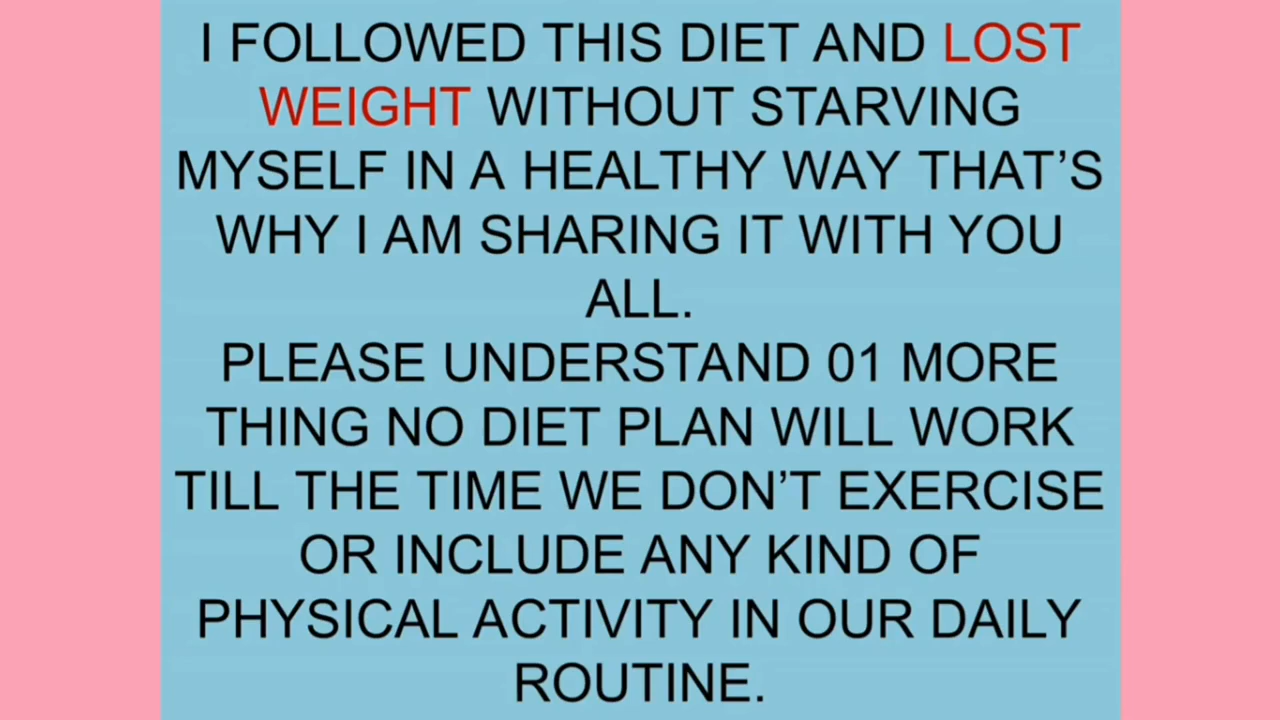 I FOLLOWED THIS DIET AND LOST
WEIGHT WITHOUT STARVING
MYSELF IN A HEALTHY WAY THAT’S
WHY I AM SHARING IT WITH YOU
ALL.
PLEASE UNDERSTAND 01 MORE
THING NO DIET PLAN WILL WORK
TILL THE TIME WE DON’T EXERCISE
OR INCLUDE ANY KIND OF
PHYSICAL ACTIVITY IN OUR DAILY
ROUTINE.